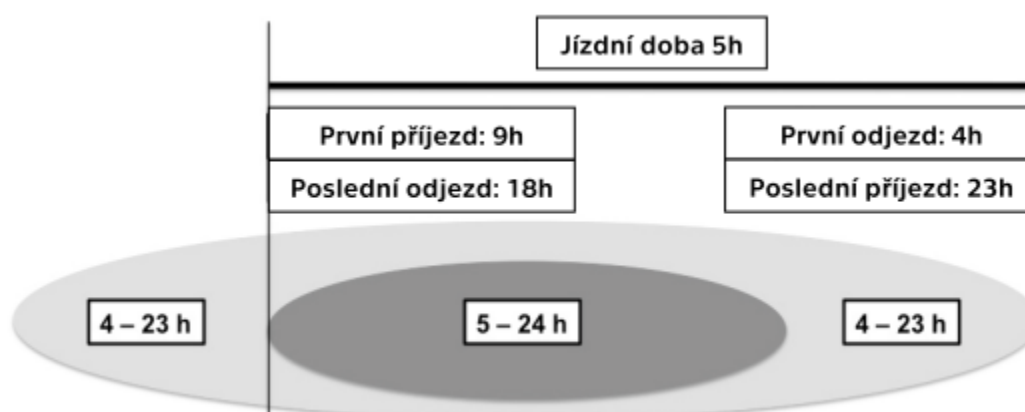 Jízdní doba 5h
První příjezd: 9h
První odjezd: 4h
Poslední odjezd: 18h
Poslední příjezd: 23h
4 – 23 h
5 – 24 h
4 – 23 h